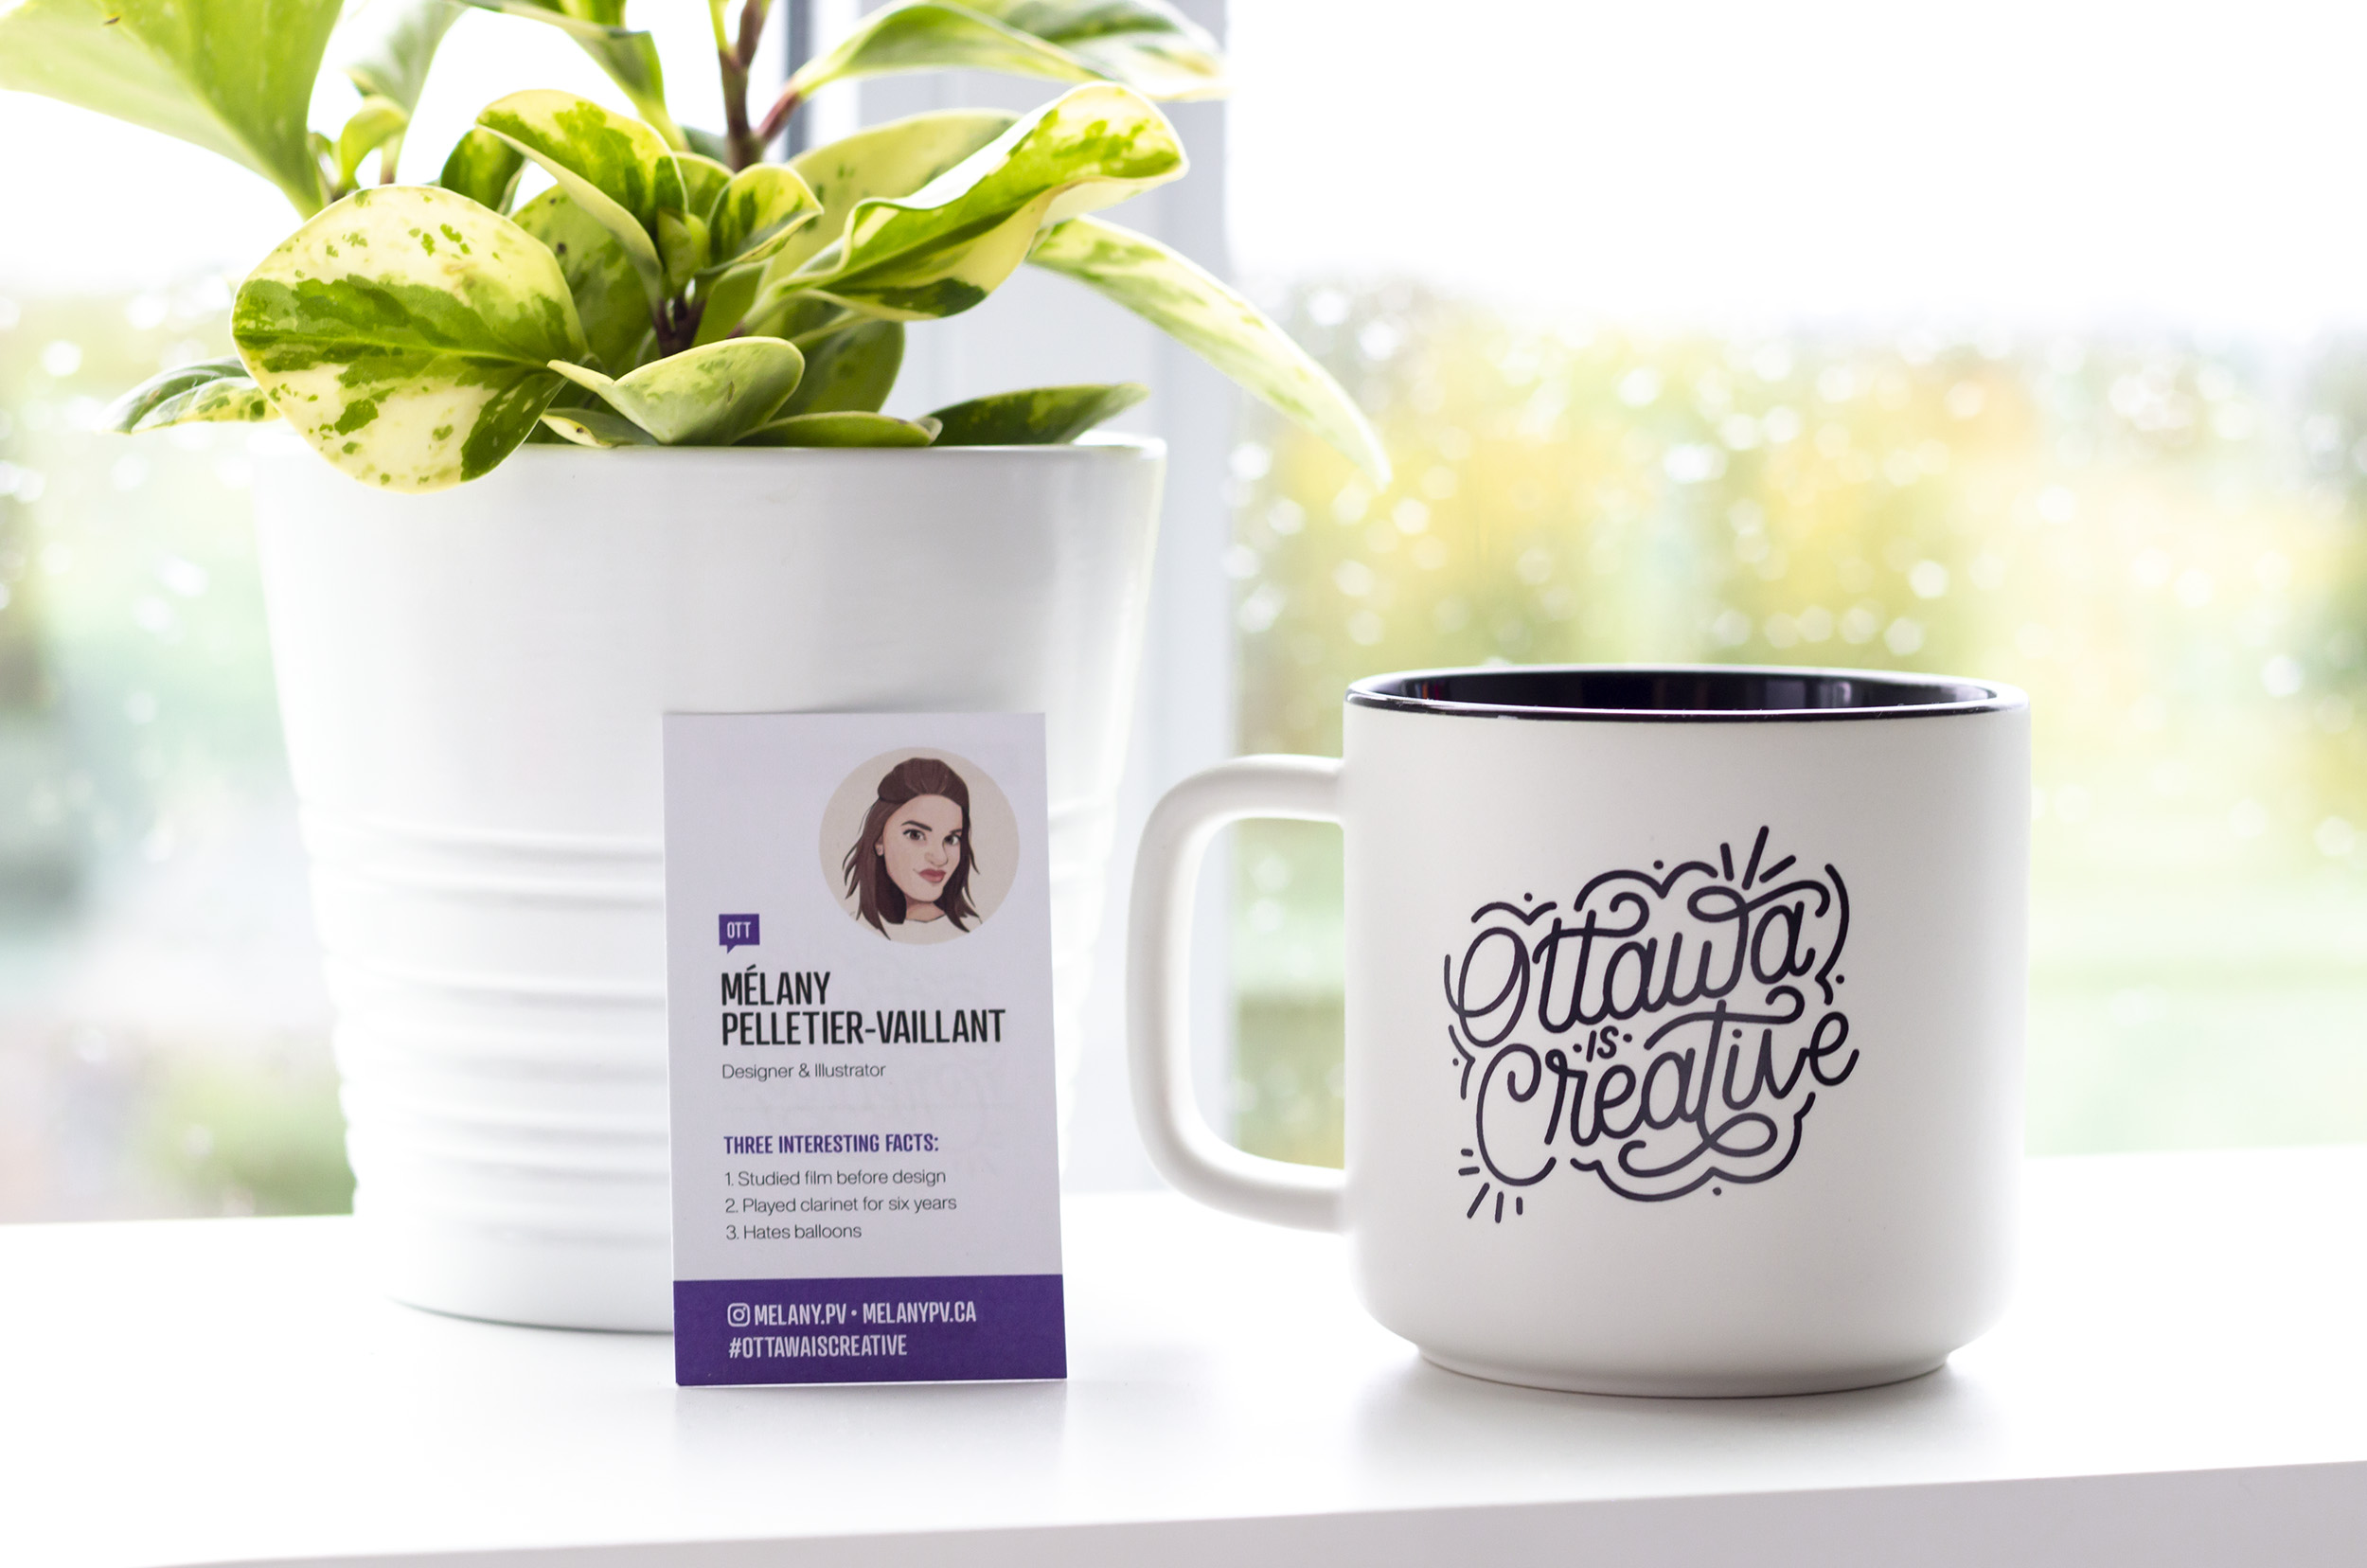 OTT
MÉLANY
PELLETIER-VAILLANT
Designer & Illustrator
THREE INTERESTING FACTS:
1. Studied film before design
2. Played clarinet for six years
3. Hates balloons
MELANY.PV • MELANYPV.CA
#OTTAWAISCREATIVE
Ottawa
·IS·
Creative